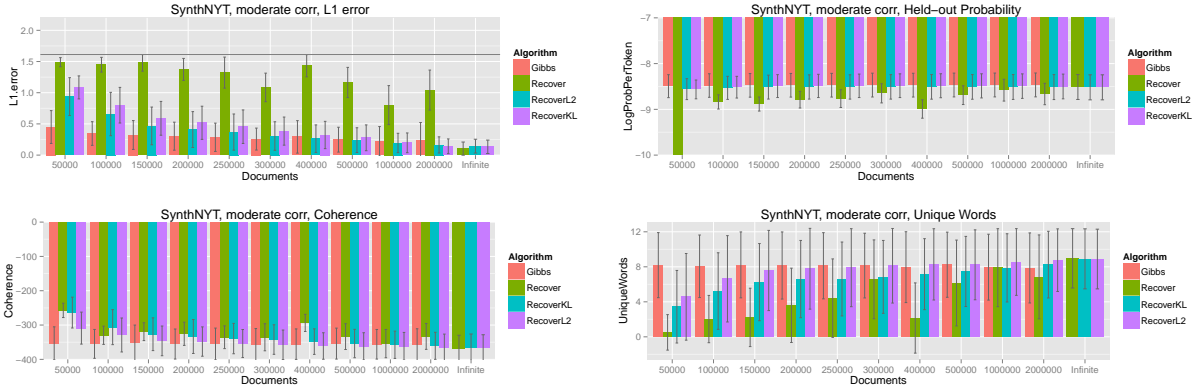 SynthNYT, moderate corr, L1 error
L1.error
2.0
1.5
1.0
0.5
0.0
50000 100000 150000 200000 250000 300000 400000 500000 1000000 2000000 Infinite
Documents
Algorithm
Gibbs
Recover
RecoverL2
RecoverKL
SynthNYT, moderate corr, Held−out Probability
LogProbPerToken
−7
−8
−9
−10
50000 100000 150000 200000 250000 300000 400000 500000 1000000 2000000 Infinite
Documents
Algorithm
Gibbs
Recover
RecoverL2
RecoverKL
SynthNYT, moderate corr, Coherence
Coherence
0
−100
−200
−300
−400
50000 100000 150000 200000 250000 300000 400000 500000 1000000 2000000 Infinite
Documents
Algorithm
Gibbs
Recover
RecoverKL
RecoverL2
SynthNYT, moderate corr, Unique Words
UniqueWords
12
8
4
0
50000 100000 150000 200000 250000 300000 400000 500000 1000000 2000000 Infinite
Documents
Algorithm
Gibbs
Recover
RecoverKL
RecoverL2